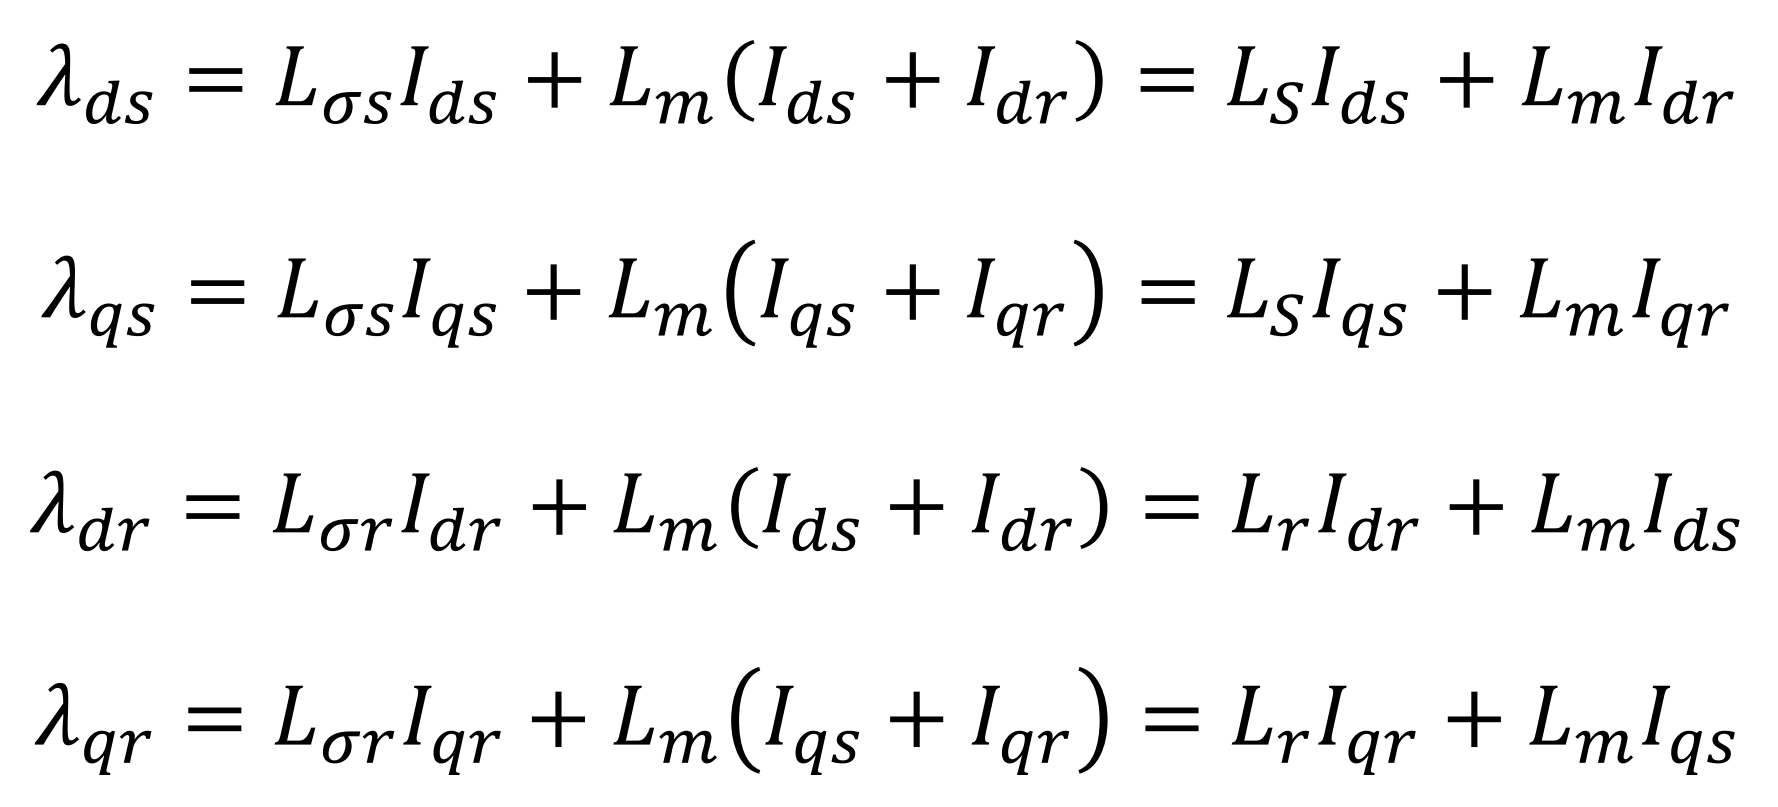 λ_ds = L_σs I_ds + L_m (I_ds + I_dr) = L_S I_ds + L_m I_dr
λ_qs = L_σs I_qs + L_m (I_qs + I_qr) = L_S I_qs + L_m I_qr
λ_dr = L_σr I_dr + L_m (I_ds + I_dr) = L_r I_dr + L_m I_ds
λ_qr = L_σr I_qr + L_m (I_qs + I_qr) = L_r I_qr + L_m I_qs